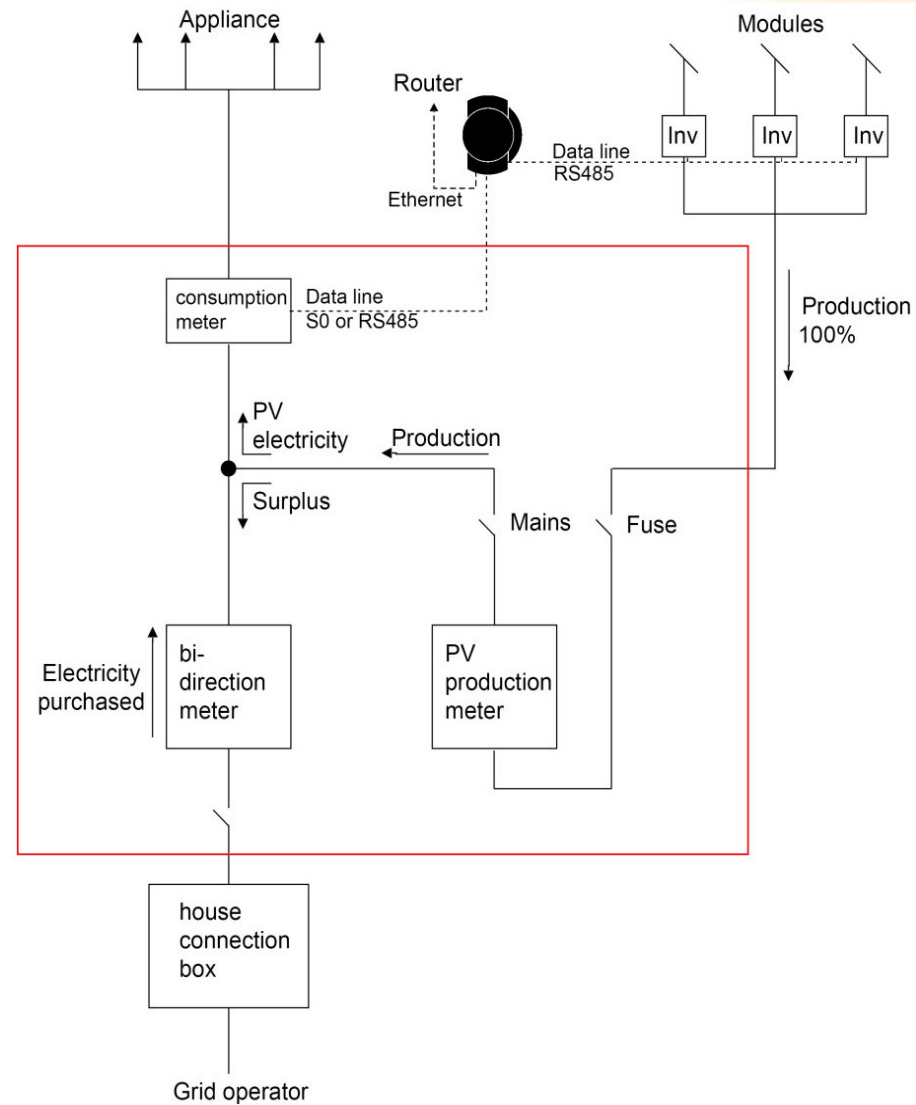 Appliance
Modules
Router
Inv
Inv
Inv
Data line
RS485
Ethernet
consumption
meter
Data line
S0 or RS485
Production
100%
PV
electricity
Production
Surplus
Mains
Fuse
Electricity
purchased
bi-
direction
meter
PV
production
meter
house
connection
box
Grid operator